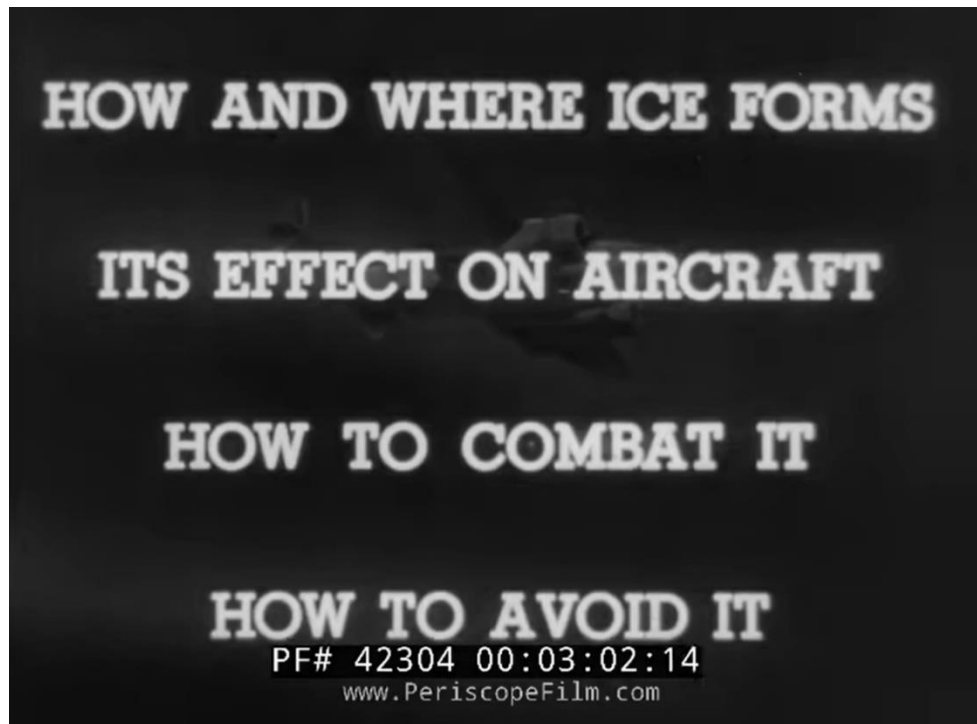 HOW AND WHERE ICE FORMS
ITS EFFECT ON AIRCRAFT
HOW TO COMBAT IT
HOW TO AVOID IT
PF# 42304 00:03:02:14
www.PeriscopeFilm.com